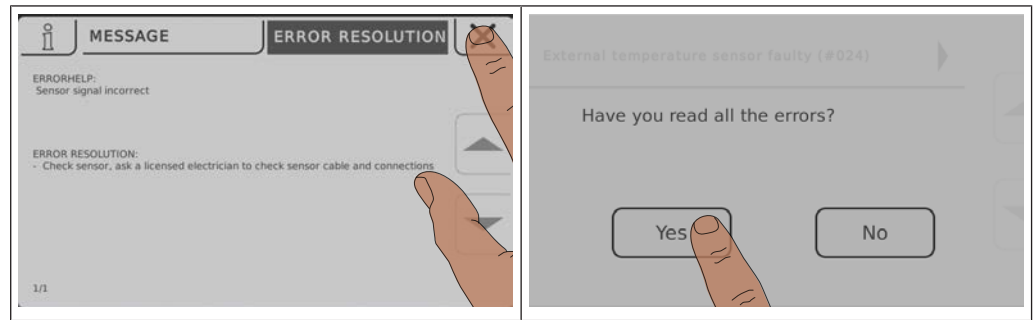 MESSAGE
ERROR RESOLUTION
ERRORHELP:
Sensor signal incorrect
ERROR RESOLUTION:
- Check sensor, ask a licensed electrician to check sensor cable and connections
1/1
External temperature sensor faulty (#024)
Have you read all the errors?
Yes
No